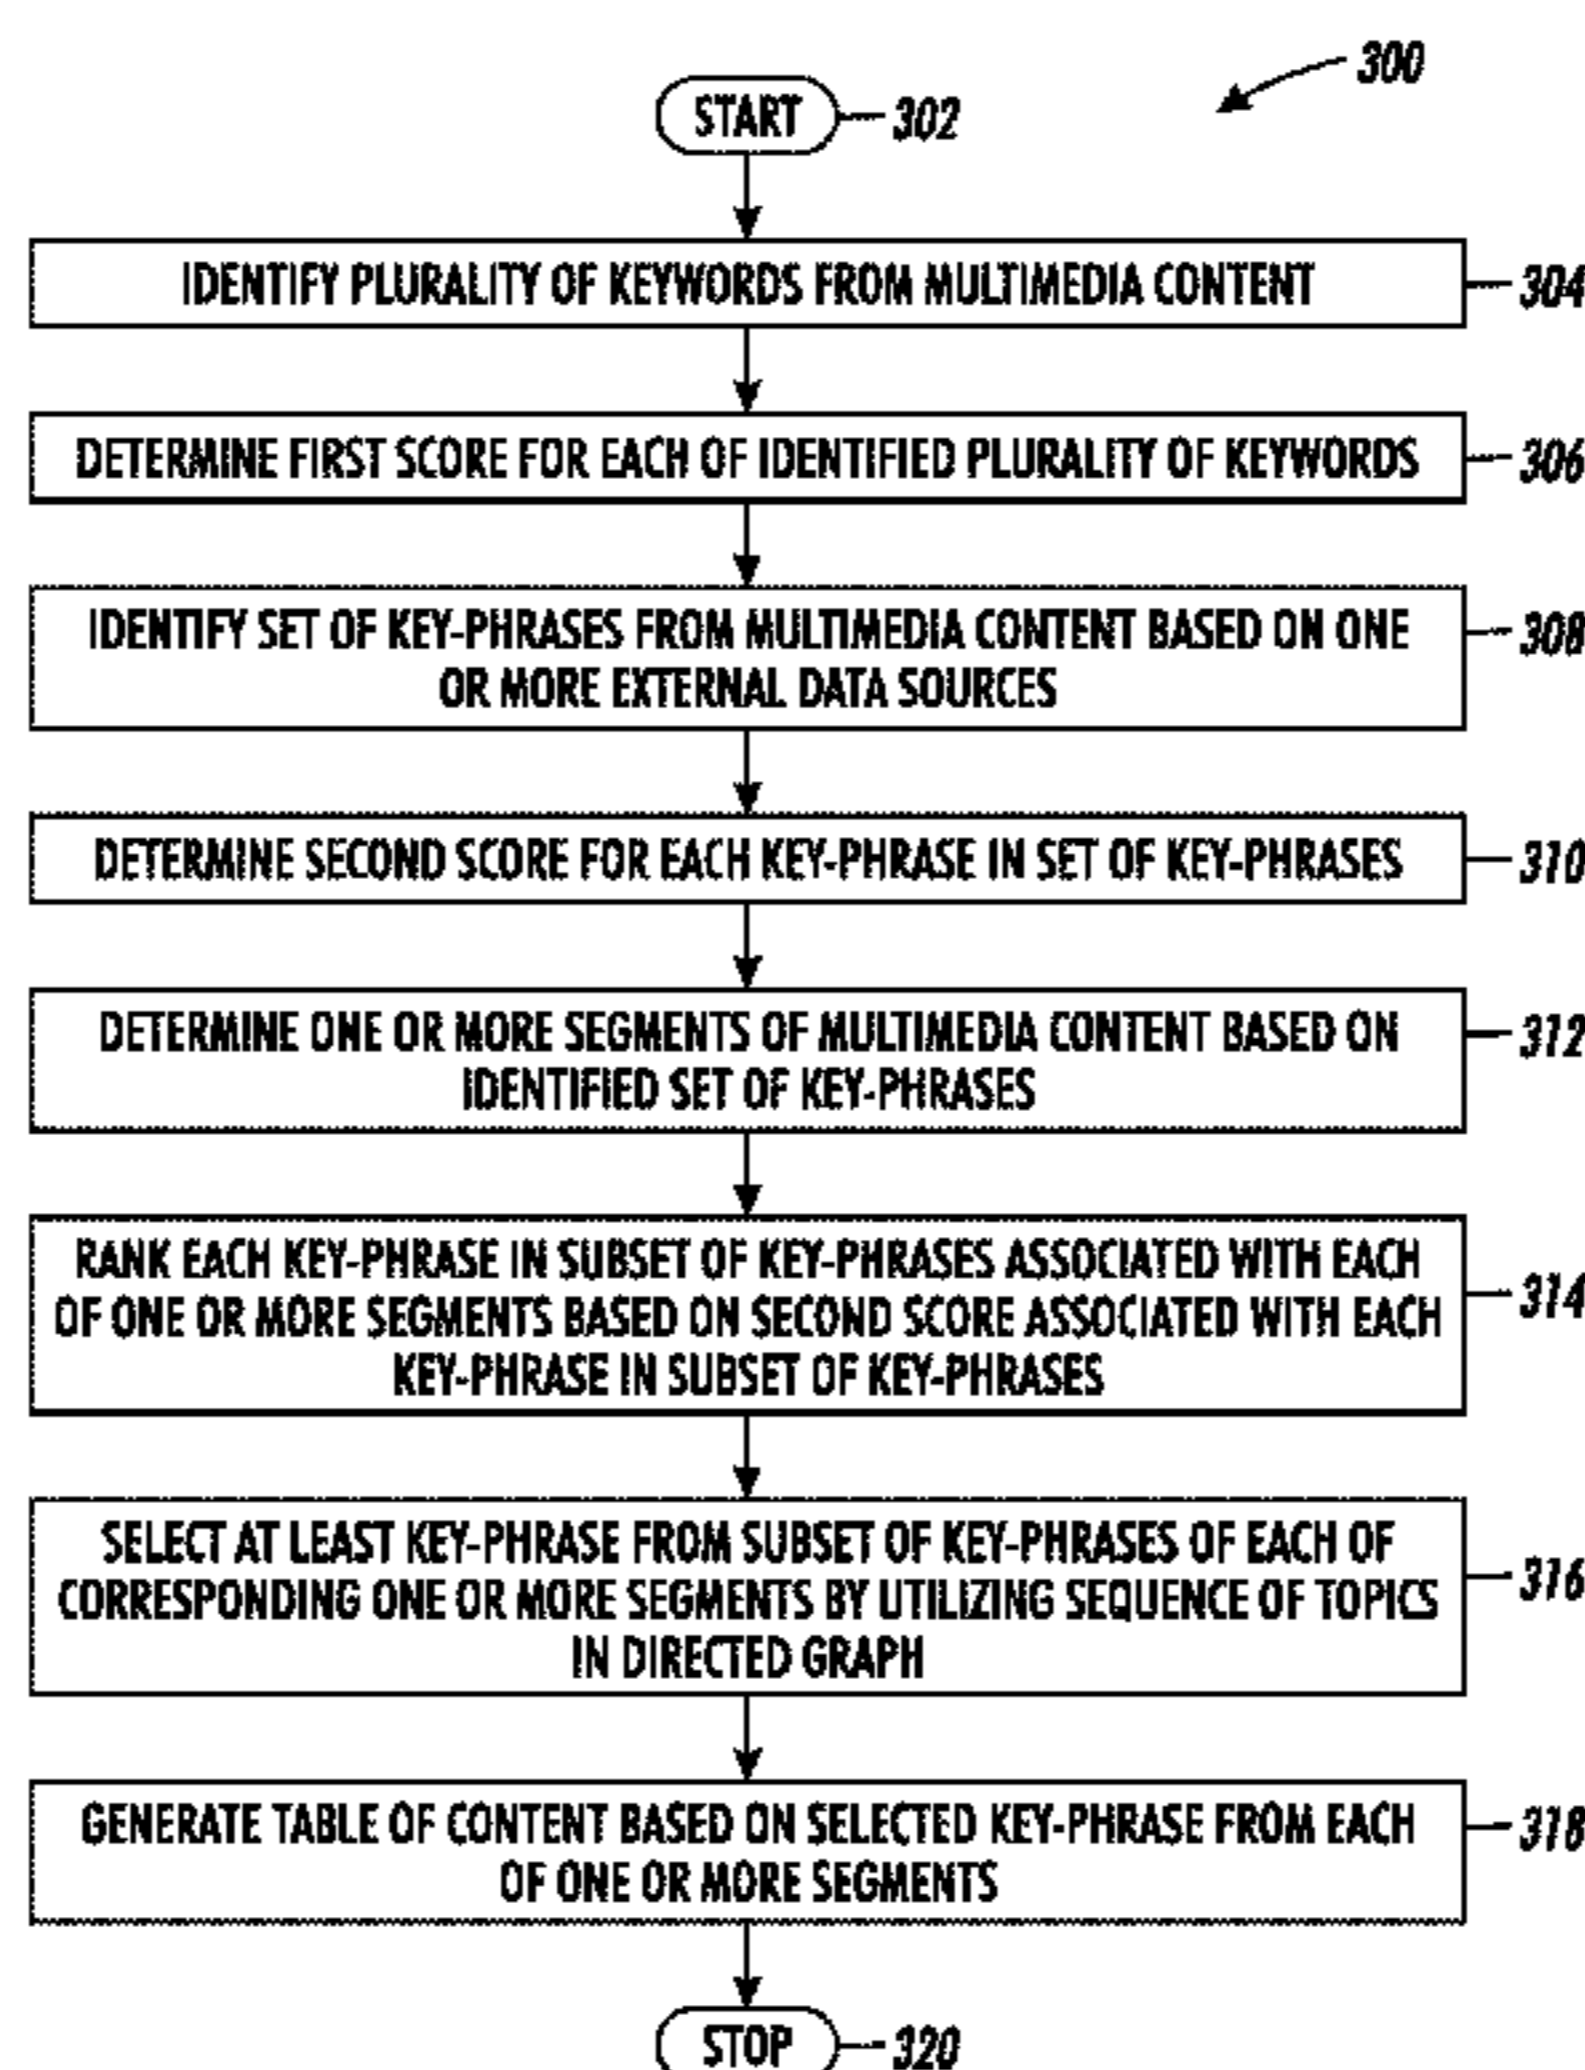 300
START 302
IDENTIFY PLURALITY OF KEYWORDS FROM MULTIMEDIA CONTENT 304
DETERMINE FIRST SCORE FOR EACH OF IDENTIFIED PLURALITY OF KEYWORDS 306
IDENTIFY SET OF KEY-PHRASES FROM MULTIMEDIA CONTENT BASED ON ONE 308
OR MORE EXTERNAL DATA SOURCES
DETERMINE SECOND SCORE FOR EACH KEY-PHRASE IN SET OF KEY-PHRASES 310
DETERMINE ONE OR MORE SEGMENTS OF MULTIMEDIA CONTENT BASED ON 312
IDENTIFIED SET OF KEY-PHRASES
RANK EACH KEY-PHRASE IN SUBSET OF KEY-PHRASES ASSOCIATED WITH EACH
OF ONE OR MORE SEGMENTS BASED ON SECOND SCORE ASSOCIATED WITH EACH 314
KEY-PHRASE IN SUBSET OF KEY-PHRASES
SELECT AT LEAST KEY-PHRASE FROM SUBSET OF KEY-PHRASES OF EACH OF
CORRESPONDING ONE OR MORE SEGMENTS BY UTILIZING SEQUENCE OF TOPICS 316
IN DIRECTED GRAPH
GENERATE TABLE OF CONTENT BASED ON SELECTED KEY-PHRASE FROM EACH 318
OF ONE OR MORE SEGMENTS
STOP 320